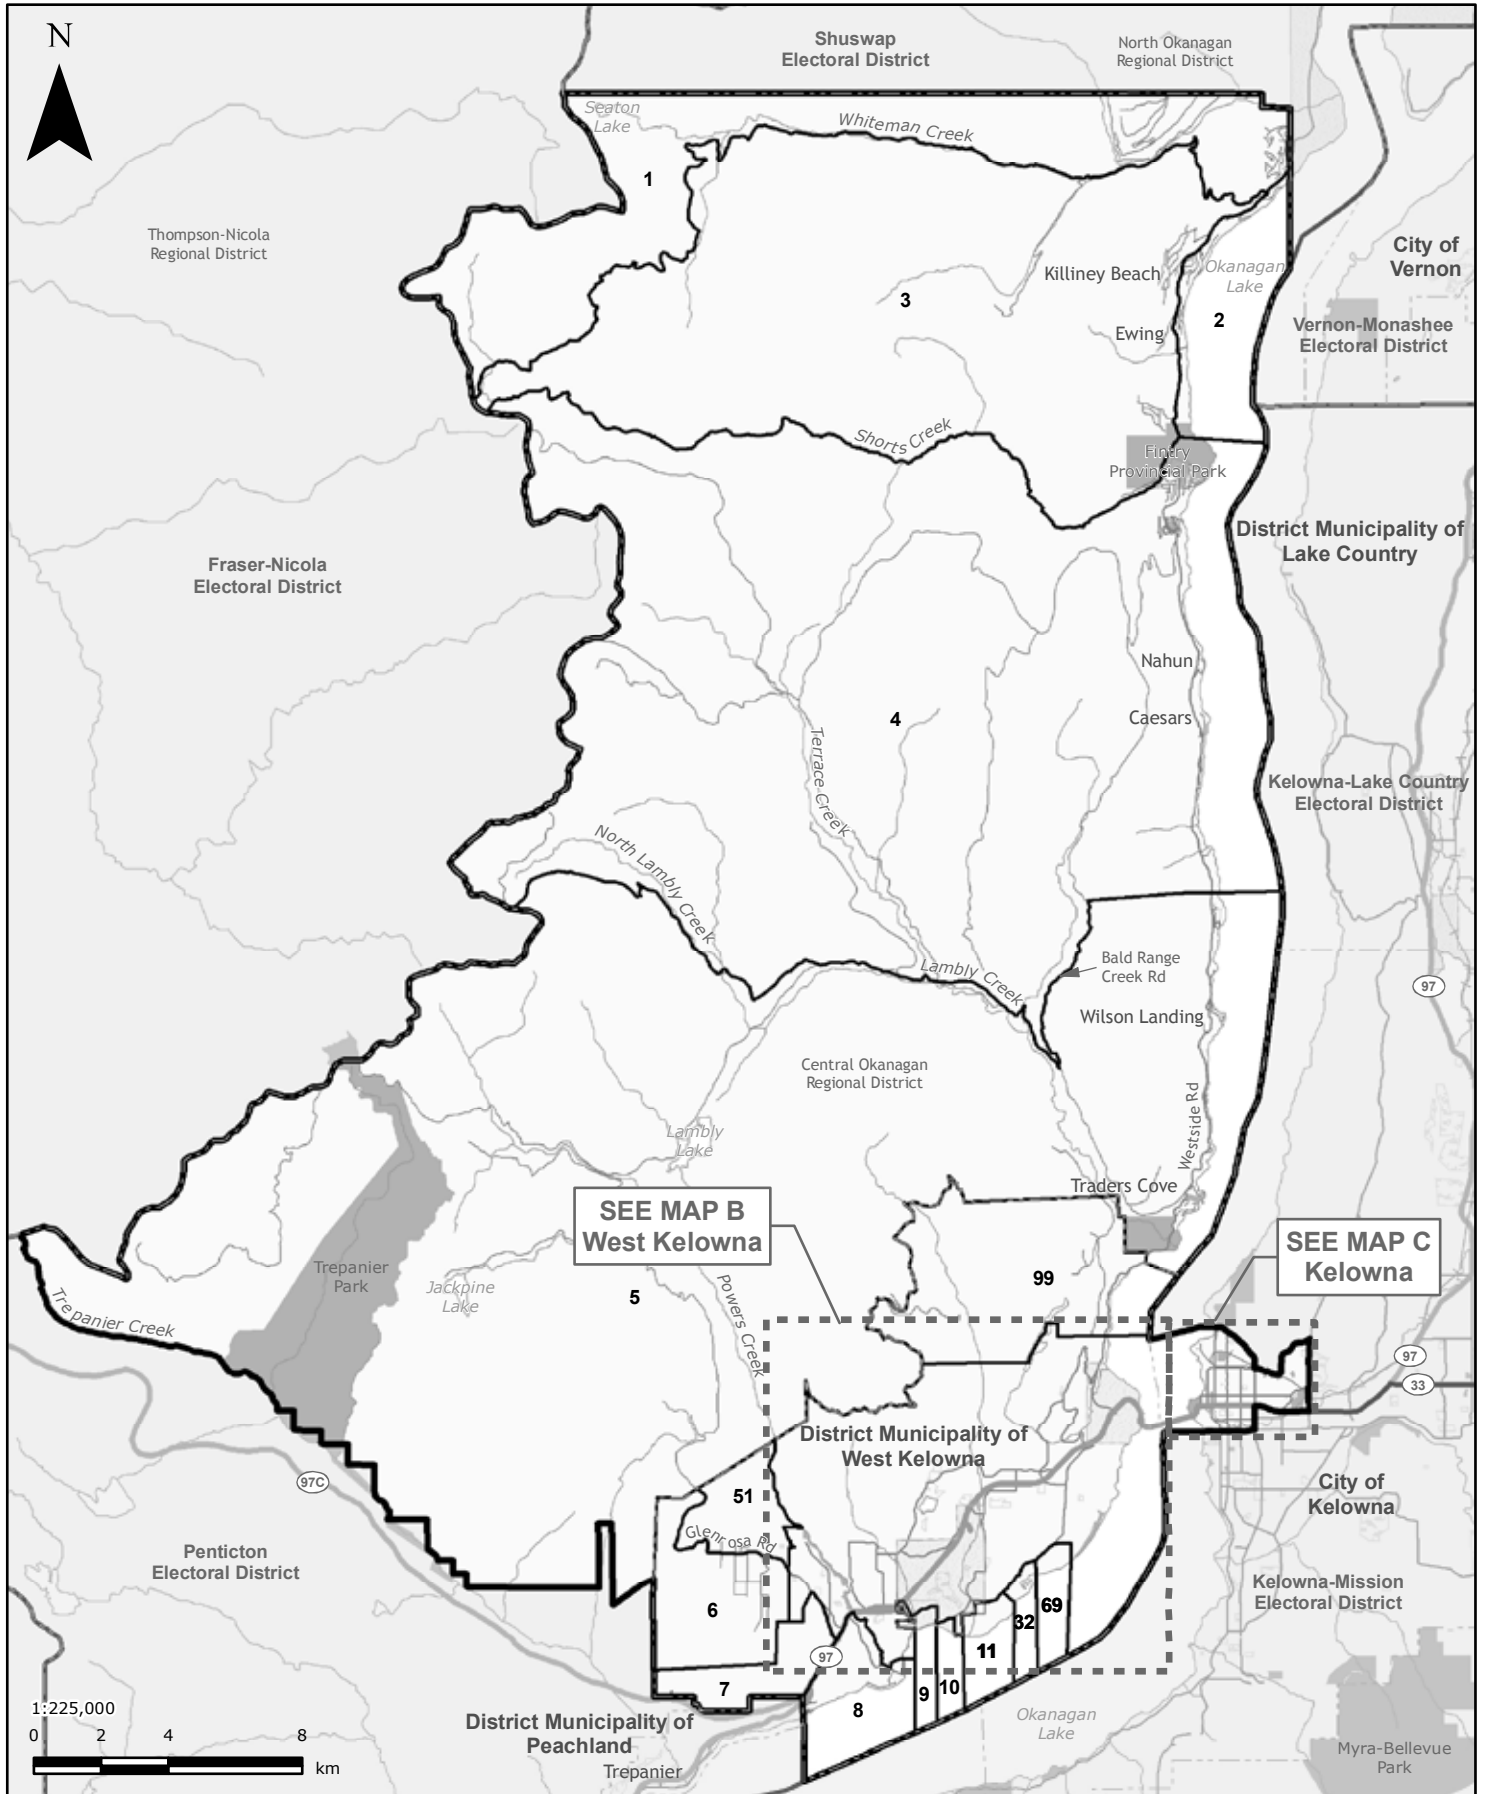 N
Shuswap
Electoral District
North Okanagan
Regional District
Seaton
Lake
Whiteman Creek
1
Thompson-Nicola
Regional District
City of
Vernon
Killiney Beach
Okanagan
Lake
3
2
Ewing
Vernon-Monashee
Electoral District
Shorts Creek
Fintry
Provincial Park
District Municipality of
Lake Country
Fraser-Nicola
Electoral District
Nahun
4
Caesars
Terrace Creek
Kelowna-Lake Country
Electoral District
North Lambly Creek
Lambly Creek
Bald Range
Creek Rd
97
Wilson Landing
Central Okanagan
Regional District
Westside Rd
Lambly
Lake
Traders Cove
SEE MAP B
West Kelowna
SEE MAP C
Kelowna
Trepanier
Park
Jackpine
Lake
99
5
Powers Creek
Trepanier Creek
97
33
District Municipality of
West Kelowna
97C
51
City of
Kelowna
Glenrosa Rd
Penticton
Electoral District
Kelowna-Mission
Electoral District
6
69
32
11
97
7
10
9
8
1:225,000
0 2 4 8
km
District Municipality of
Peachland
Okanagan
Lake
Trepanier
Myra-Bellevue
Park